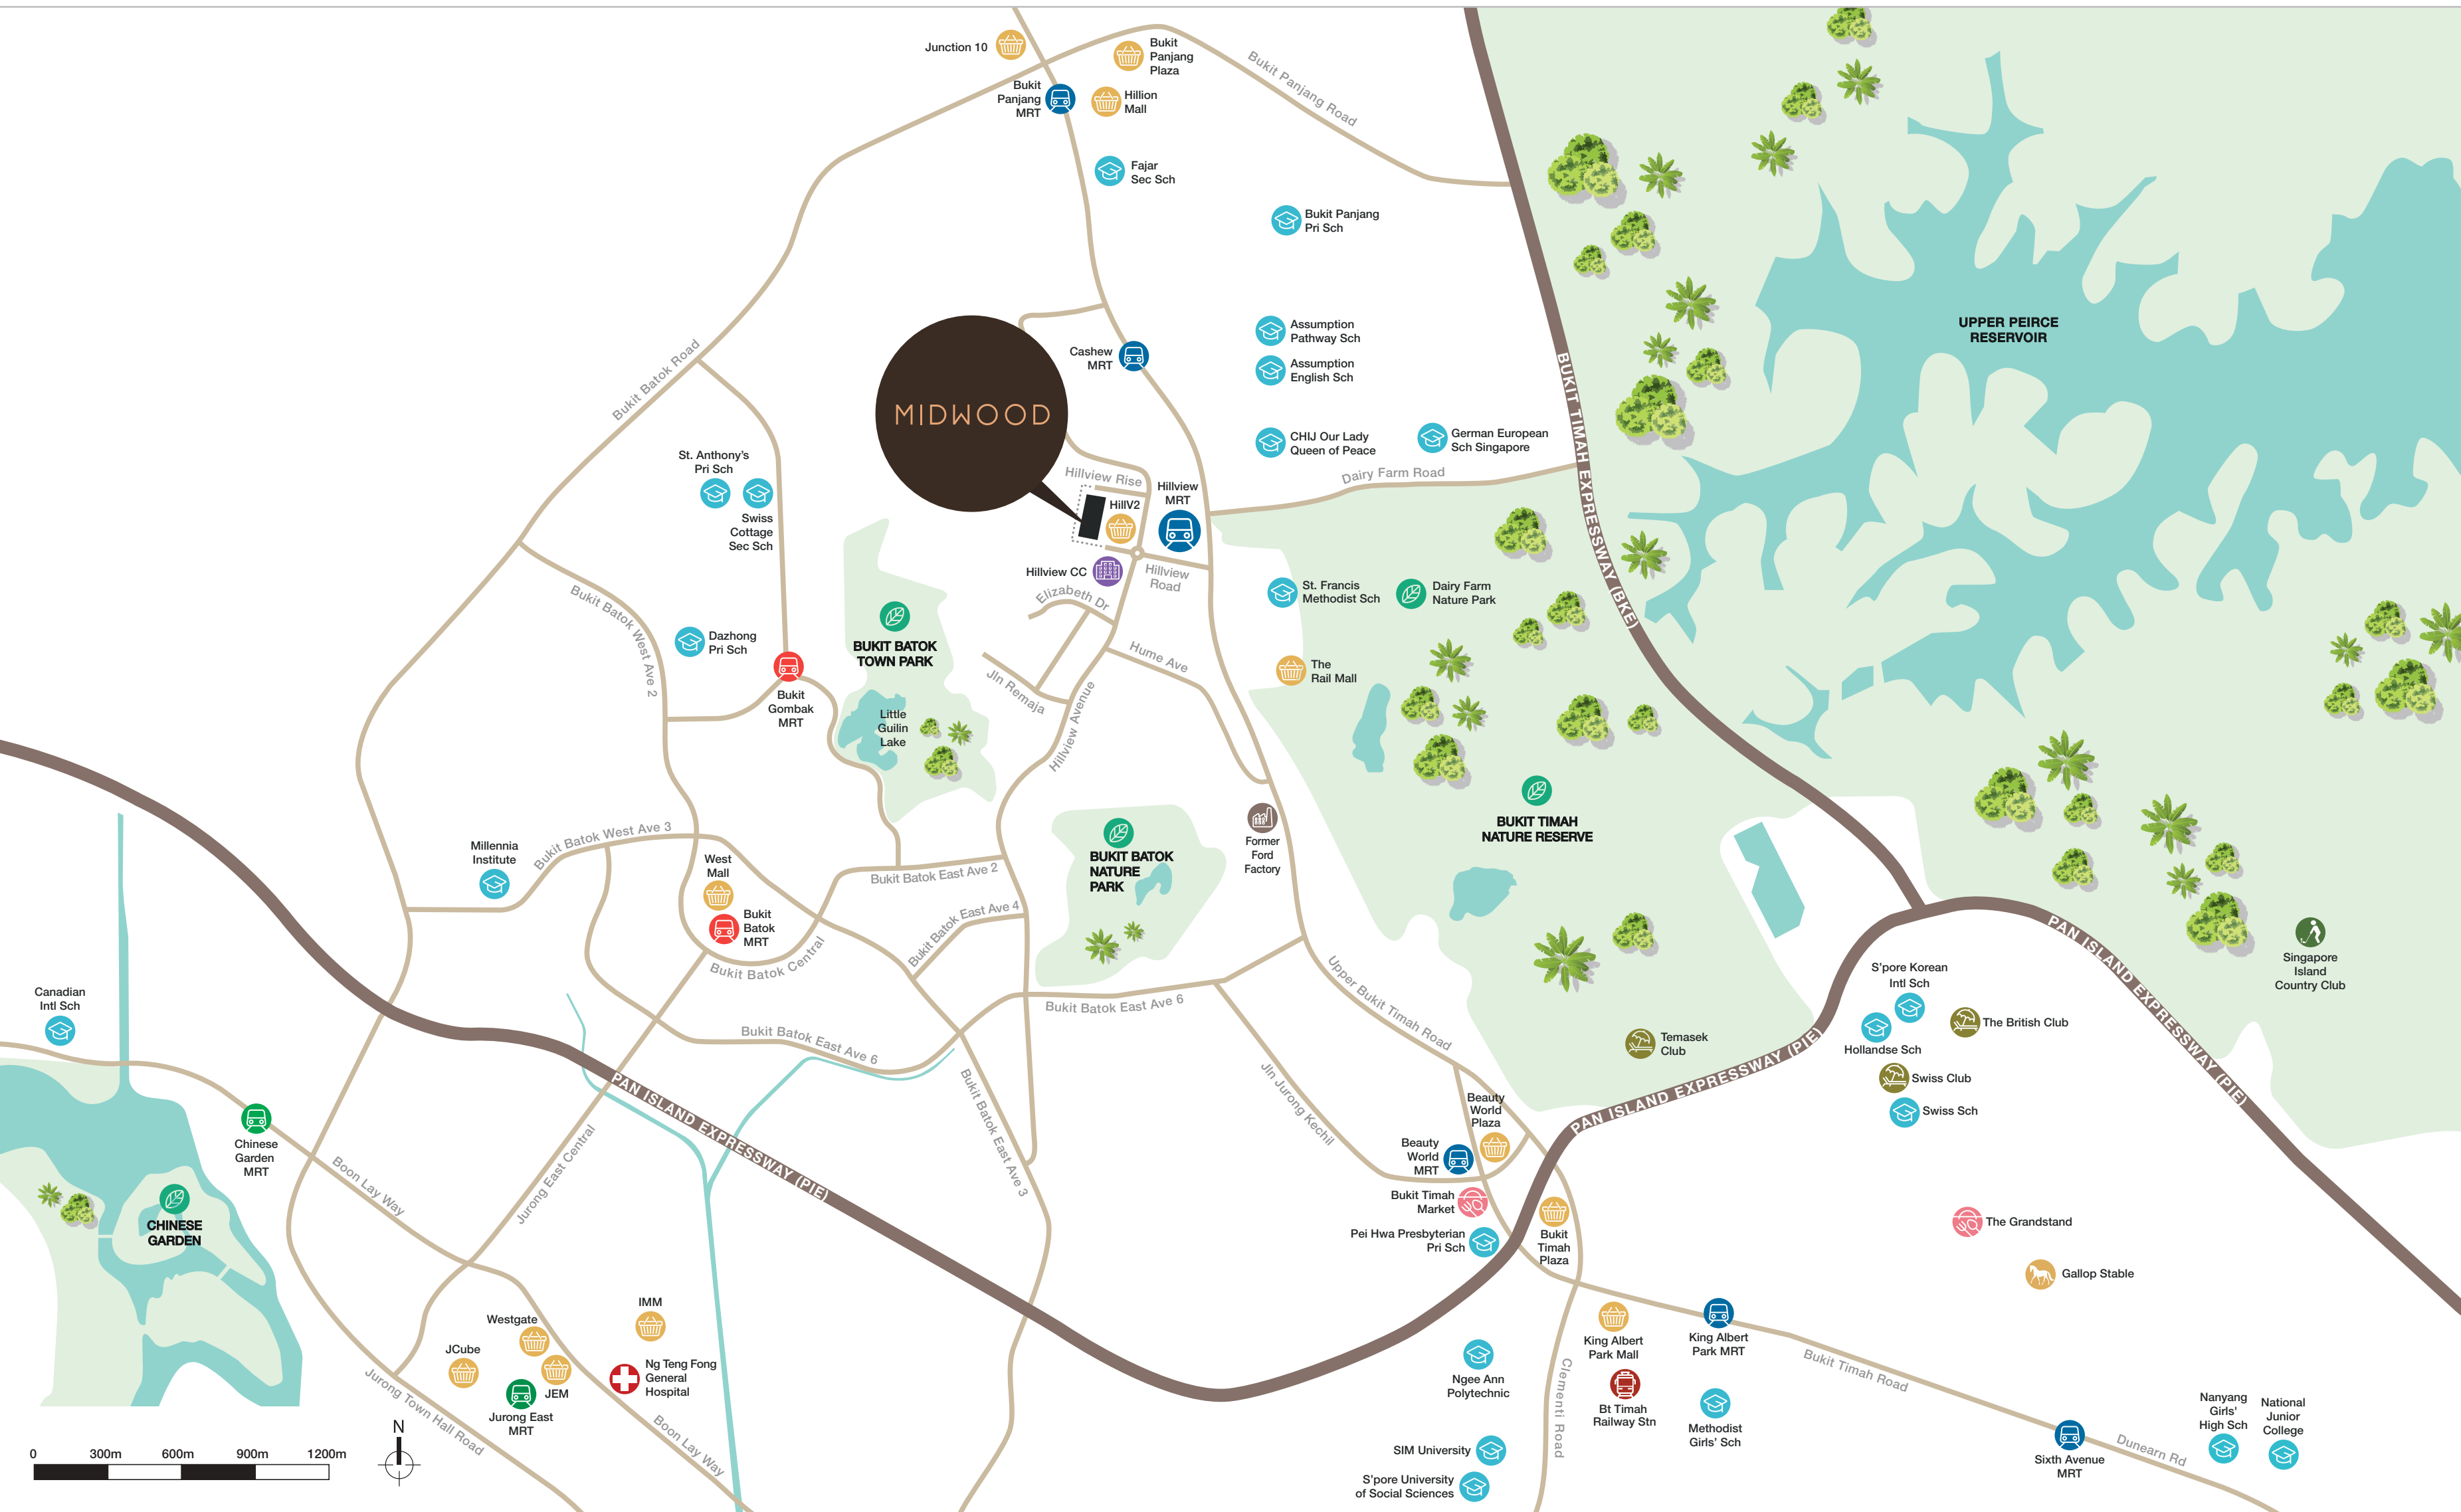 Junction 10
Bukit
Panjang
Plaza
Bukit
Panjang
MRT
Hillion
Mall
Bukit Panjang Road
Fajar
Sec Sch
Bukit Panjang
Pri Sch
UPPER PEIRCE
RESERVOIR
Assumption
Pathway Sch
Cashew
MRT
Assumption
English Sch
Bukit Batok Road
BUKIT TIMAH EXPRESSWAY (BKE)
MIDWOOD
CHIJ Our Lady
Queen of Peace
German European
Sch Singapore
St. Anthony's
Pri Sch
Swiss
Cottage
Sec Sch
Hillview Rise
Dairy Farm Road
Hillview
MRT
HillV2
Hillview CC
Hillview
Road
Elizabeth Dr
Bukit Batok West Ave 2
St. Francis
Methodist Sch
Dairy Farm
Nature Park
Dazhong
Pri Sch
BUKIT BATOK
TOWN PARK
Hume Ave
The
Rail Mall
Jln Remaja
Bukit
Gombak
MRT
Little
Guilin
Lake
Hillview Avenue
BUKIT TIMAH
NATURE RESERVE
Bukit Batok West Ave 3
Millennia
Institute
West
Mall
Former
Ford
Factory
BUKIT BATOK
NATURE
PARK
Bukit Batok East Ave 2
Bukit
Batok
MRT
Bukit Batok East Ave 4
Bukit Batok Central
PAN ISLAND EXPRESSWAY (PIE)
Singapore
Island
Country Club
S'pore Korean
Intl Sch
Upper Bukit Timah Road
Canadian
Intl Sch
Bukit Batok East Ave 6
Bukit Batok East Ave 6
The British Club
Hollandse Sch
Temasek
Club
PAN ISLAND EXPRESSWAY (PIE)
Swiss Club
Swiss Sch
Jln Jurong Kechil
Bukit Batok East Ave 3
PAN ISLAND EXPRESSWAY (PIE)
Beauty
World
Plaza
Beauty
World
MRT
Chinese
Garden
MRT
Boon Lay Way
Jurong East Central
Bukit Timah
Market
CHINESE
GARDEN
Pei Hwa Presbyterian
Pri Sch
Bukit
Timah
Plaza
The Grandstand
Gallop Stable
IMM
Westgate
JCube
JEM
Jurong East
MRT
Ng Teng Fong
General
Hospital
King Albert
Park Mall
King Albert
Park MRT
Bukit Timah Road
Clementi Road
Ngee Ann
Polytechnic
Bt Timah
Railway Stn
Methodist
Girls' Sch
Jurong Town Hall Road
Boon Lay Way
Nanyang
Girls'
High Sch
National
Junior
College
Dunearn Rd
Sixth Avenue
MRT
SIM University
S'pore University
of Social Sciences
N
0 300m 600m 900m 1200m